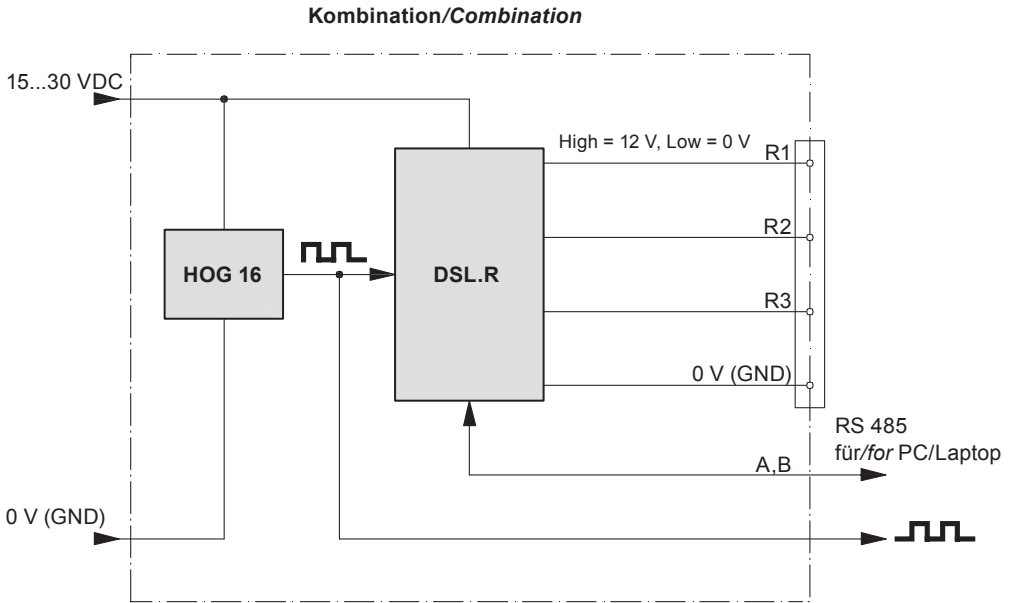 Kombination/Combination
15...30 VDC
High = 12 V, Low = 0 V
R1
R2
HOG 16
DSL.R
R3
0 V (GND)
RS 485
für/for PC/Laptop
A,B
0 V (GND)